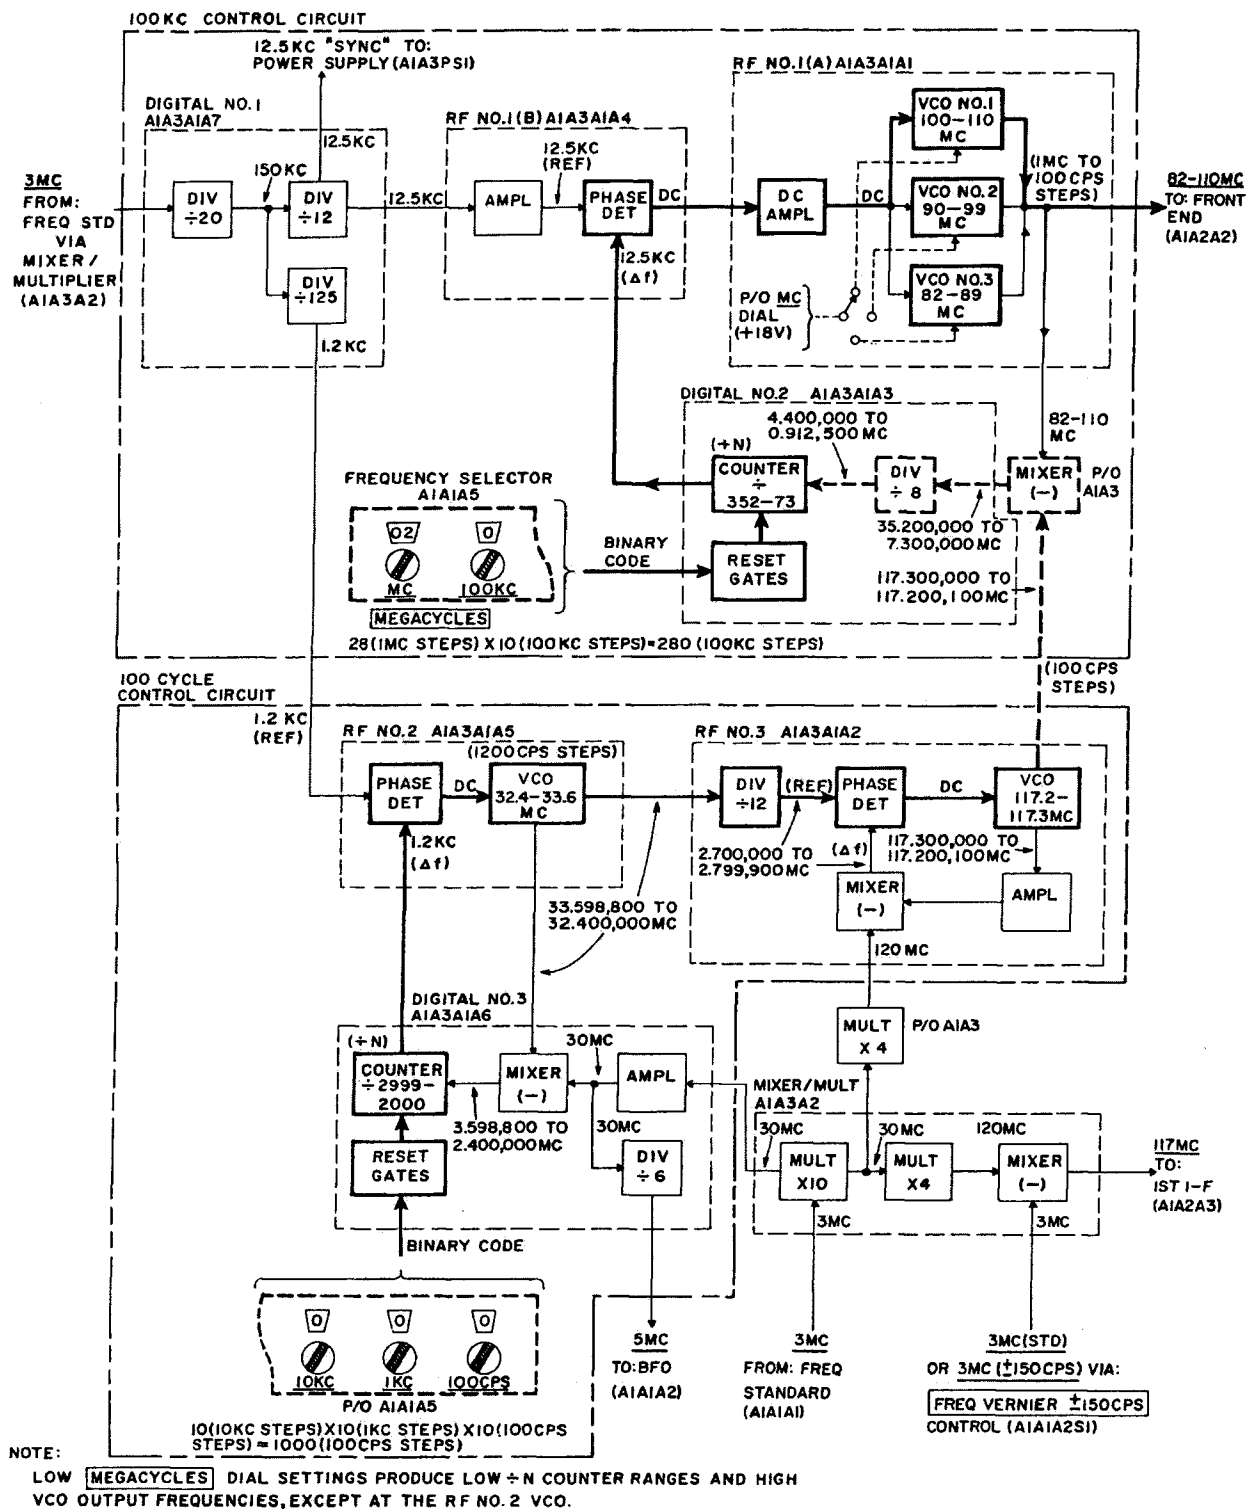 100KC CONTROL CIRCUIT
12.5KC "SYNC" TO:
POWER SUPPLY (A1A3PS1)
DIGITAL NO.1
A1A3A1A7
3MC
FROM:
FREQ STD
VIA
MIXER/
MULTIPLIER
(A1A3A2)
DIV
÷20
150KC
DIV
÷12
12.5KC
DIV
÷125
1.2KC
12.5KC
RF NO.1(B) A1A3A1A4
AMPL
12.5KC
(REF)
PHASE
DET
DC
12.5KC
(Δf)
RF NO.1(A) A1A3A1A1
DC
AMPL
DC
VCO NO.1
100-110
MC
VCO NO.2
90-99
MC
VCO NO.3
82-89
MC
(1MC TO
100CPS
STEPS)
P/O MC
DIAL
(+18V)
82-110MC
TO: FRONT
END
(A1A2A2)
DIGITAL NO.2 A1A3A1A3
4.400,000 TO
0.912,500MC
(÷N)
COUNTER
÷
352-73
DIV
÷8
82-110
MC
MIXER
(-)
P/O
A1A3
35.200,000 TO
7.300,000MC
RESET
GATES
FREQUENCY SELECTOR
A1A1A5
02
0
MC
100KC
MEGACYCLES
BINARY
CODE
117.300,000 TO
117.200,100MC
28(1MC STEPS) X 10(100KC STEPS)=280 (100KC STEPS)
(100 CPS
STEPS)
100 CYCLE
CONTROL CIRCUIT
1.2 KC
(REF)
RF NO.2 A1A3A1A5
(1200CPS STEPS)
PHASE
DET
DC
VCO
32.4-33.6
MC
1.2KC
(Δf)
RF NO.3 A1A3A1A2
DIV
÷12
(REF)
PHASE
DET
DC
VCO
117.2-
117.3MC
2.700,000 TO
2.799,900MC
(Δf)
117.300,000 TO
117.200,100MC
MIXER
(-)
AMPL
33.598,800 TO
32.400,000MC
120MC
DIGITAL NO.3
A1A3A1A6
(÷N)
COUNTER
÷2999-
2000
MIXER
(-)
30MC
AMPL
3.598,800 TO
2.400,000MC
30MC
RESET
GATES
DIV
÷6
BINARY CODE
MULT
X 4
P/O A1A3
MIXER/MULT
A1A3A2
30MC
MULT
X10
30MC
MULT
X4
120MC
MIXER
(-)
3MC
3MC
117MC
TO:
1ST I-F
(A1A2A3)
0
0
0
10KC
1KC
100CPS
P/O A1A1A5
10(10KC STEPS)X10(1KC STEPS)X10(100CPS
STEPS)=1000(100CPS STEPS)
5MC
TO:BFO
(A1A1A2)
3MC
FROM: FREQ
STANDARD
(A1A1A1)
3MC(STD)
OR 3MC (±150CPS) VIA:
FREQ VERNIER ±150CPS
CONTROL (A1A1A2S1)
NOTE:
LOW MEGACYCLES DIAL SETTINGS PRODUCE LOW ÷N COUNTER RANGES AND HIGH
VCO OUTPUT FREQUENCIES, EXCEPT AT THE RF NO.2 VCO.